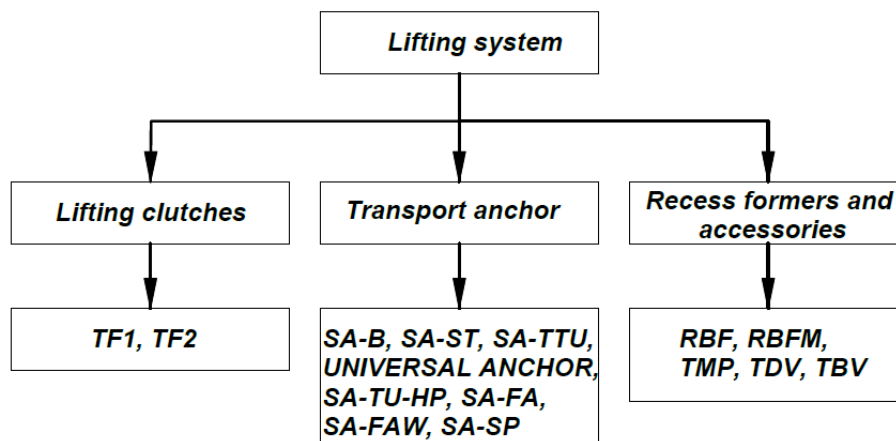 Lifting system
Lifting clutches
Transport anchor
Recess formers and
accessories
TF1, TF2
SA-B, SA-ST, SA-TTU,
UNIVERSAL ANCHOR,
SA-TU-HP, SA-FA,
SA-FAW, SA-SP
RBF, RBFM,
TMP, TDV, TBV